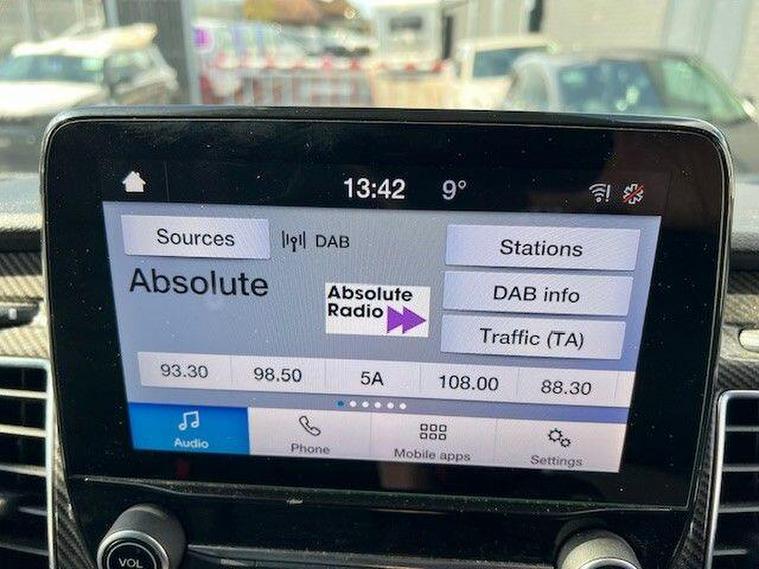 13:42 9°
Sources DAB Stations
Absolute
Absolute
Radio
DAB info
Traffic (TA)
93.30 98.50 5A 108.00 88.30
Audio Phone Mobile apps Settings
VOL